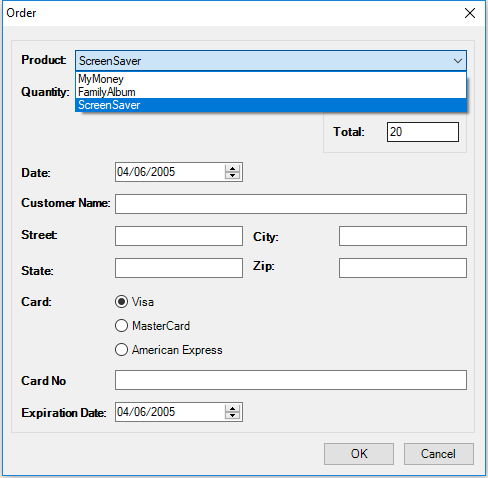 Order
Product: ScreenSaver
MyMoney
Quantity: FamilyAlbum
ScreenSaver
Total: 20
Date: 04/06/2005
Customer Name:
Street: City:
State: Zip:
Card: Visa
MasterCard
American Express
Card No
Expiration Date: 04/06/2005
OK Cancel